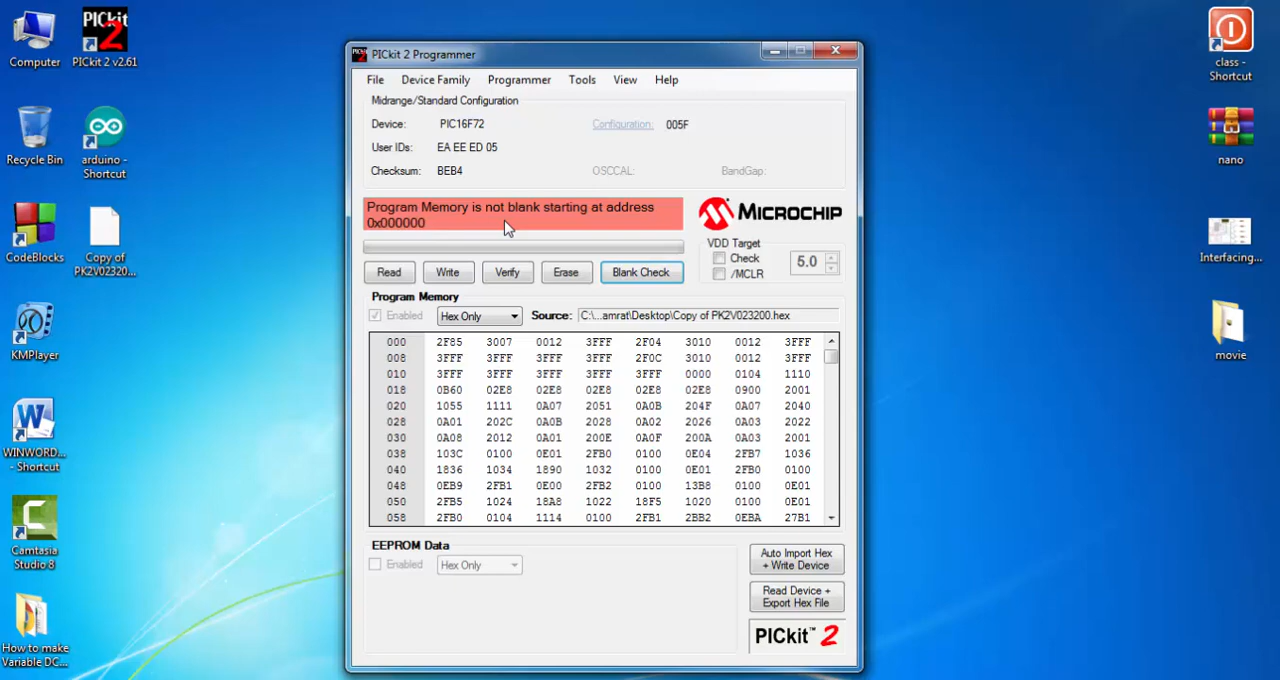 Computer
PICkit 2 v2.61
Recycle Bin
arduino -
Shortcut
CodeBlocks
Copy of
PK2V02320...
KMPlayer
WINWORD...
- Shortcut
Camtasia
Studio 8
How to make
Variable DC...
PICkit
2
PICkit 2 Programmer
File Device Family Programmer Tools View Help
Midrange/Standard Configuration
Device: PIC16F72 Configuration: 005F
User IDs: EA EE ED 05
Checksum: BEB4 OSCCAL: BandGap:
Program Memory is not blank starting at address
0x000000
MICROCHIP
VDD Target
Check
/MCLR
5.0
Read Write Verify Erase Blank Check
Program Memory
Enabled Hex Only Source: C:\...amrat\Desktop\Copy of PK2V023200.hex
000 2F85 3007 0012 3FFF 2F04 3010 0012 3FFF
008 3FFF 3FFF 3FFF 3FFF 2F0C 3010 0012 3FFF
010 3FFF 3FFF 3FFF 3FFF 3FFF 0000 0104 1110
018 0B60 02E8 02E8 02E8 02E8 02E8 0900 2001
020 1055 1111 0A07 2051 0A0B 204F 0A07 2040
028 0A01 202C 0A0B 2028 0A02 2026 0A03 2022
030 0A08 2012 0A01 200E 0A0F 200A 0A03 2001
038 103C 0100 0E01 2FB0 0100 0E04 2FB7 1036
040 1836 1034 1890 1032 0100 0E01 2FB0 0100
048 0EB9 2FB1 0E00 2FB2 0100 13B8 0100 0E01
050 2FB5 1024 18A8 1022 18F5 1020 0100 0E01
058 2FB0 0104 1114 0100 2FB1 2BB2 0EBA 27B1
EEPROM Data
Enabled Hex Only
Auto Import Hex
+ Write Device
Read Device +
Export Hex File
PICkit™ 2
class -
Shortcut
nano
Interfacing...
movie